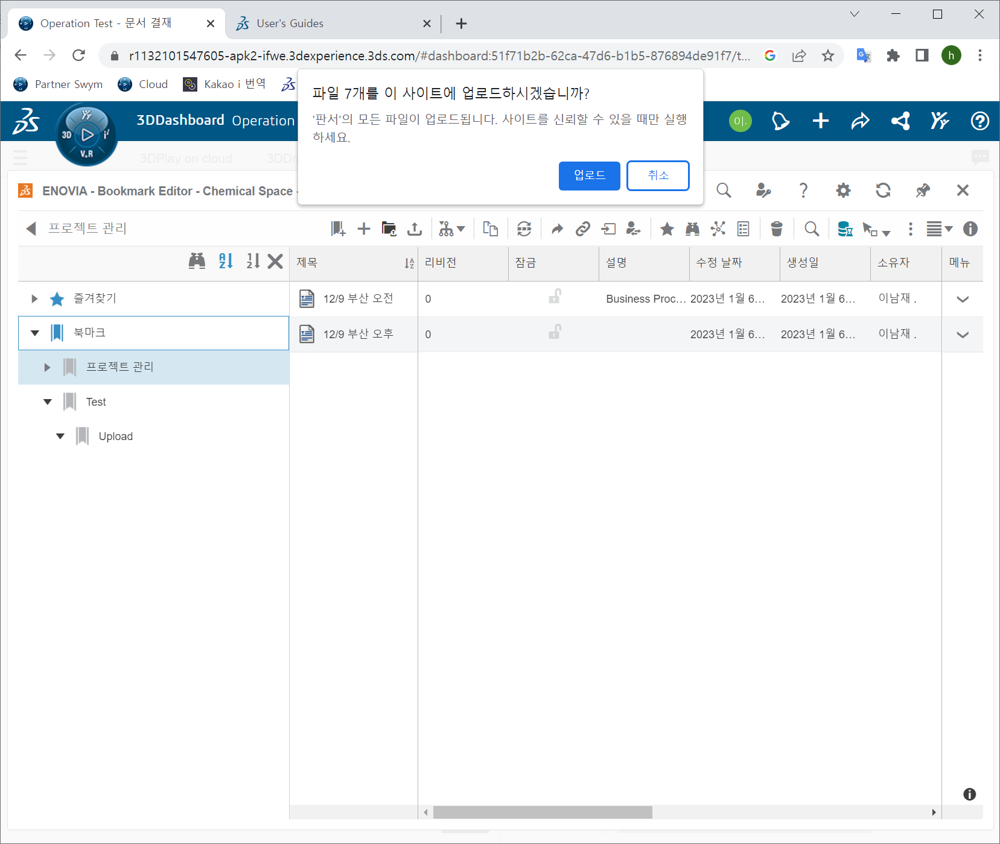 Operation Test - 문서 결재
User's Guides
r1132101547605-apk2-ifwe.3dexperience.3ds.com/#dashboard:51f71b2b-62ca-47d6-b1b5-876894de91f7/t...
h
Partner Swym
Cloud
Kakao i 번역
파일 7개를 이 사이트에 업로드하시겠습니까?
'판서'의 모든 파일이 업로드됩니다. 사이트를 신뢰할 수 있을 때만 실행
하세요.
업로드
취소
3D
V.R
3DDashboard Operation
이.
3DPlay on cloud
3DDr
ENOVIA - Bookmark Editor - Chemical Space -
프로젝트 관리
제목
리비전
잠금
설명
수정 날짜
생성일
소유자
메뉴
즐겨찾기
12/9 부산 오전
0
Business Proc...
2023년 1월 6...
2023년 1월 6...
이남재 .
북마크
12/9 부산 오후
0
2023년 1월 6...
2023년 1월 6...
이남재 .
프로젝트 관리
Test
Upload